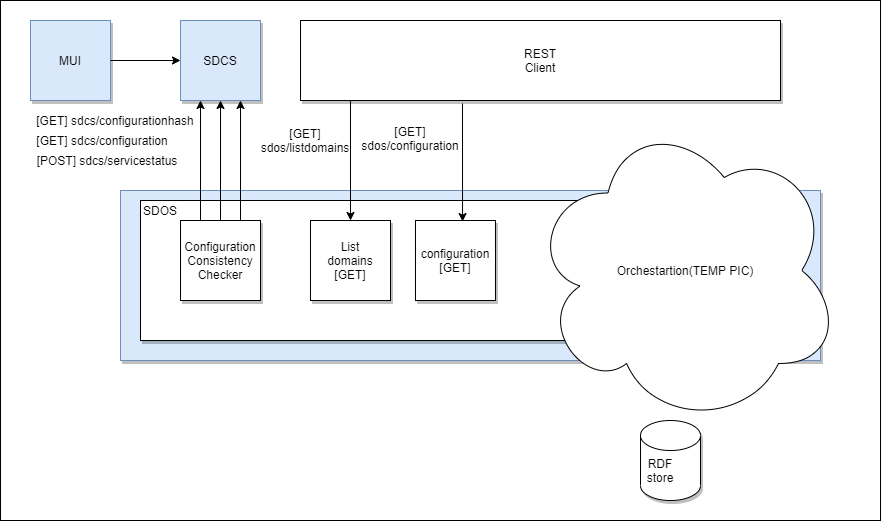 MUI
SDCS
REST
Client
[GET] sdcs/configurationhash
[GET] sdcs/configuration
[POST] sdcs/servicestatus
[GET]
sdos/listdomains
[GET]
sdos/configuration
SDOS
Configuration
Consistency
Checker
List
domains
[GET]
configuration
[GET]
Orchestartion(TEMP PIC)
RDF
store